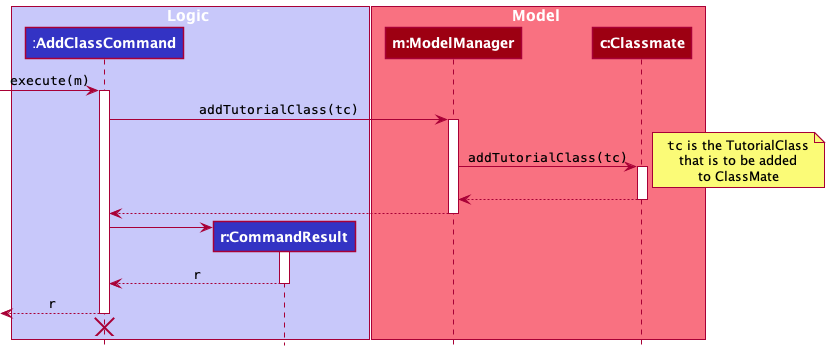 Logic
Model
:AddClassCommand
m:ModelManager
c:Classmate
execute(m)
addTutorialClass(tc)
addTutorialClass(tc)
tc is the TutorialClass
that is to be added
to ClassMate
r:CommandResult
r
r